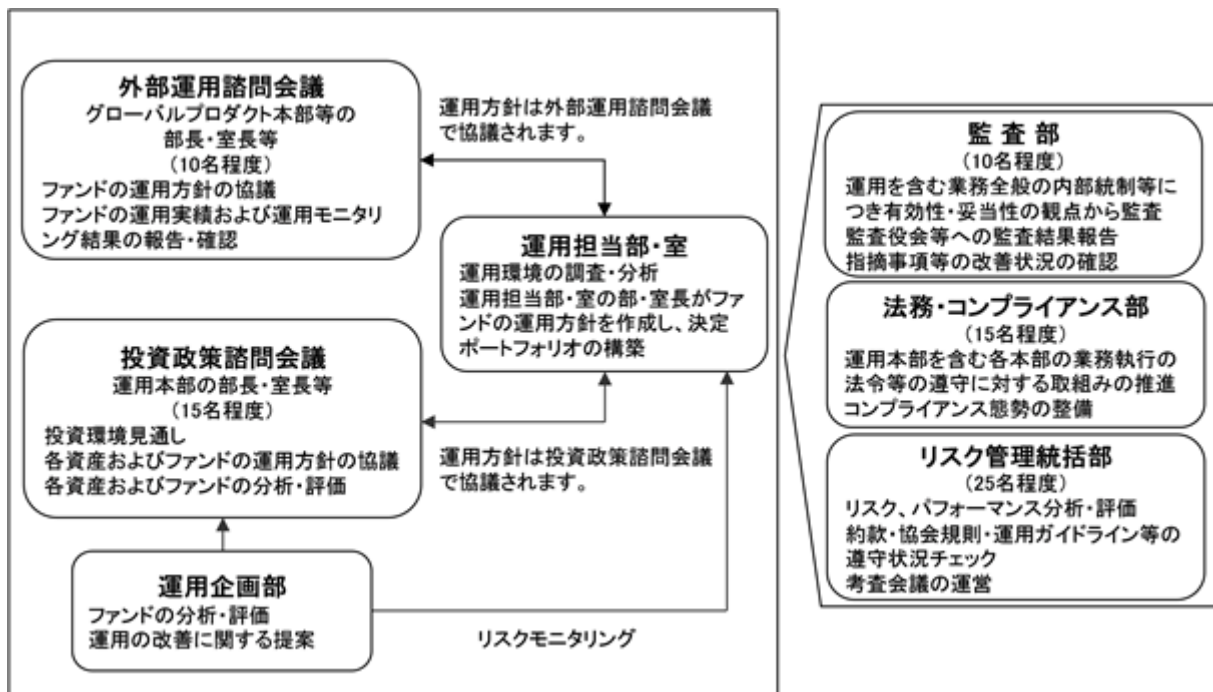 外部運用諮問会議
グローバルプロダクト本部等の
部長・室長等
(10名程度)
ファンドの運用方針の協議
ファンドの運用実績および運用モニタリ
ング結果の報告・確認
運用方針は外部運用諮問会議
で協議されます。
運用担当部・室
運用環境の調査・分析
運用担当部・室の部・室長がファ
ンドの運用方針を作成し、決定
ポートフォリオの構築
投資政策諮問会議
運用本部の部長・室長等
(15名程度)
投資環境見通し
各資産およびファンドの運用方針の協議
各資産およびファンドの分析・評価
運用方針は投資政策諮問会議
で協議されます。
運用企画部
ファンドの分析・評価
運用の改善に関する提案
リスクモニタリング
監 査 部
(10名程度)
運用を含む業務全般の内部統制等に
つき有効性・妥当性の観点から監査
監査役会等への監査結果報告
指摘事項等の改善状況の確認
法務・コンプライアンス部
(15名程度)
運用本部を含む各本部の業務執行の
法令等の遵守に対する取組みの推進
コンプライアンス態勢の整備
リスク管理統括部
(25名程度)
リスク、パフォーマンス分析・評価
約款・協会規則・運用ガイドライン等の
遵守状況チェック
考査会議の運営